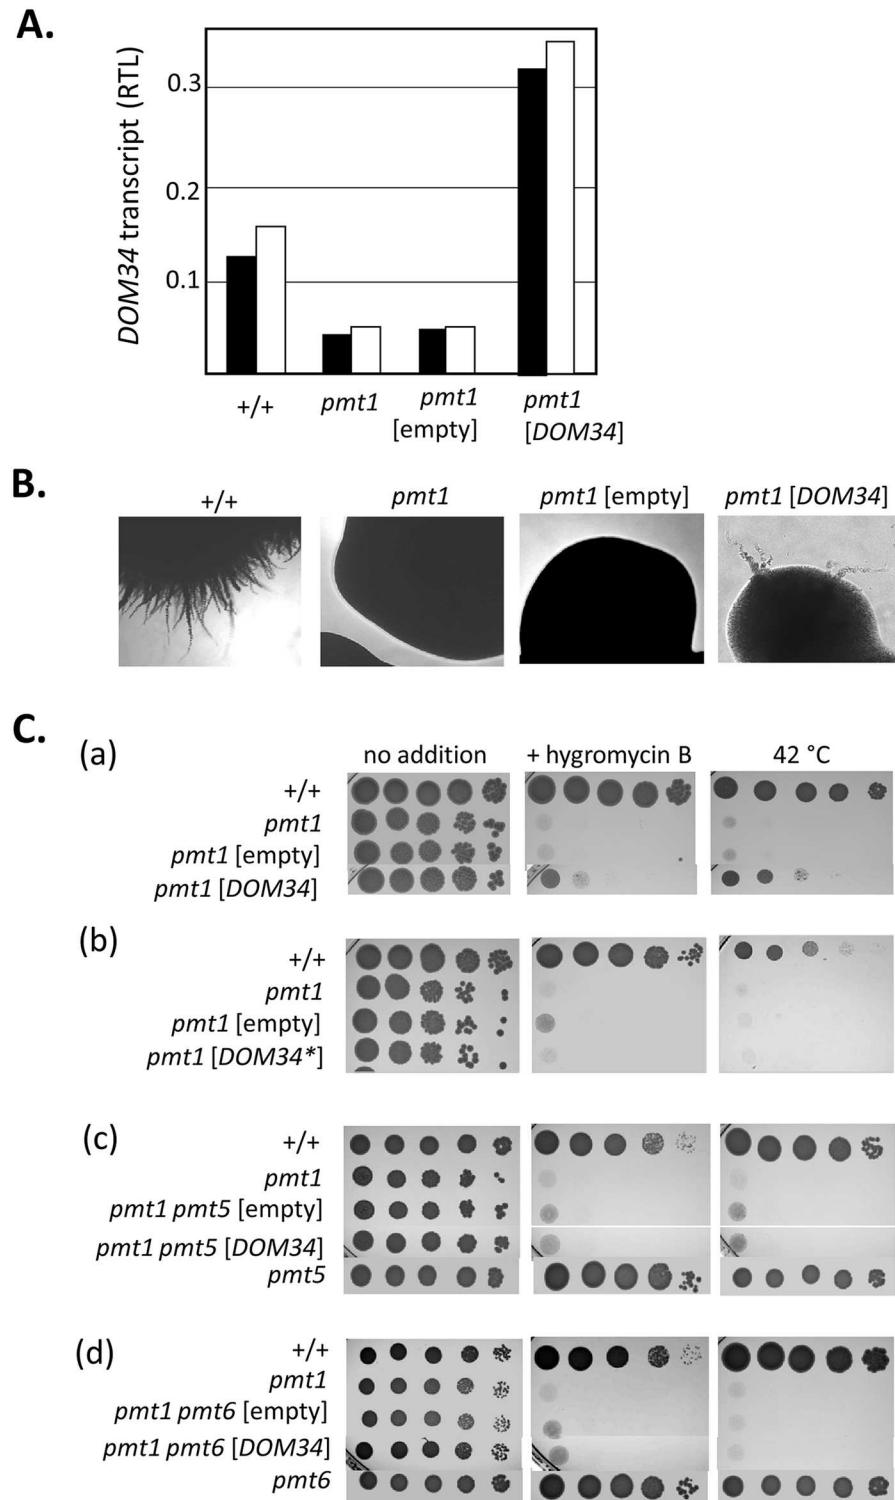 A.
DOM34 transcript (RTL)
0.3
0.2
0.1
+/+
pmt1
pmt1
[empty]
pmt1
[DOM34]
B.
+/+
pmt1
pmt1 [empty]
pmt1 [DOM34]
C.
(a)
no addition
+ hygromycin B
42 °C
+/+
pmt1
pmt1 [empty]
pmt1 [DOM34]
(b)
+/+
pmt1
pmt1 [empty]
pmt1 [DOM34*]
(c)
+/+
pmt1
pmt1 pmt5 [empty]
pmt1 pmt5 [DOM34]
pmt5
(d)
+/+
pmt1
pmt1 pmt6 [empty]
pmt1 pmt6 [DOM34]
pmt6